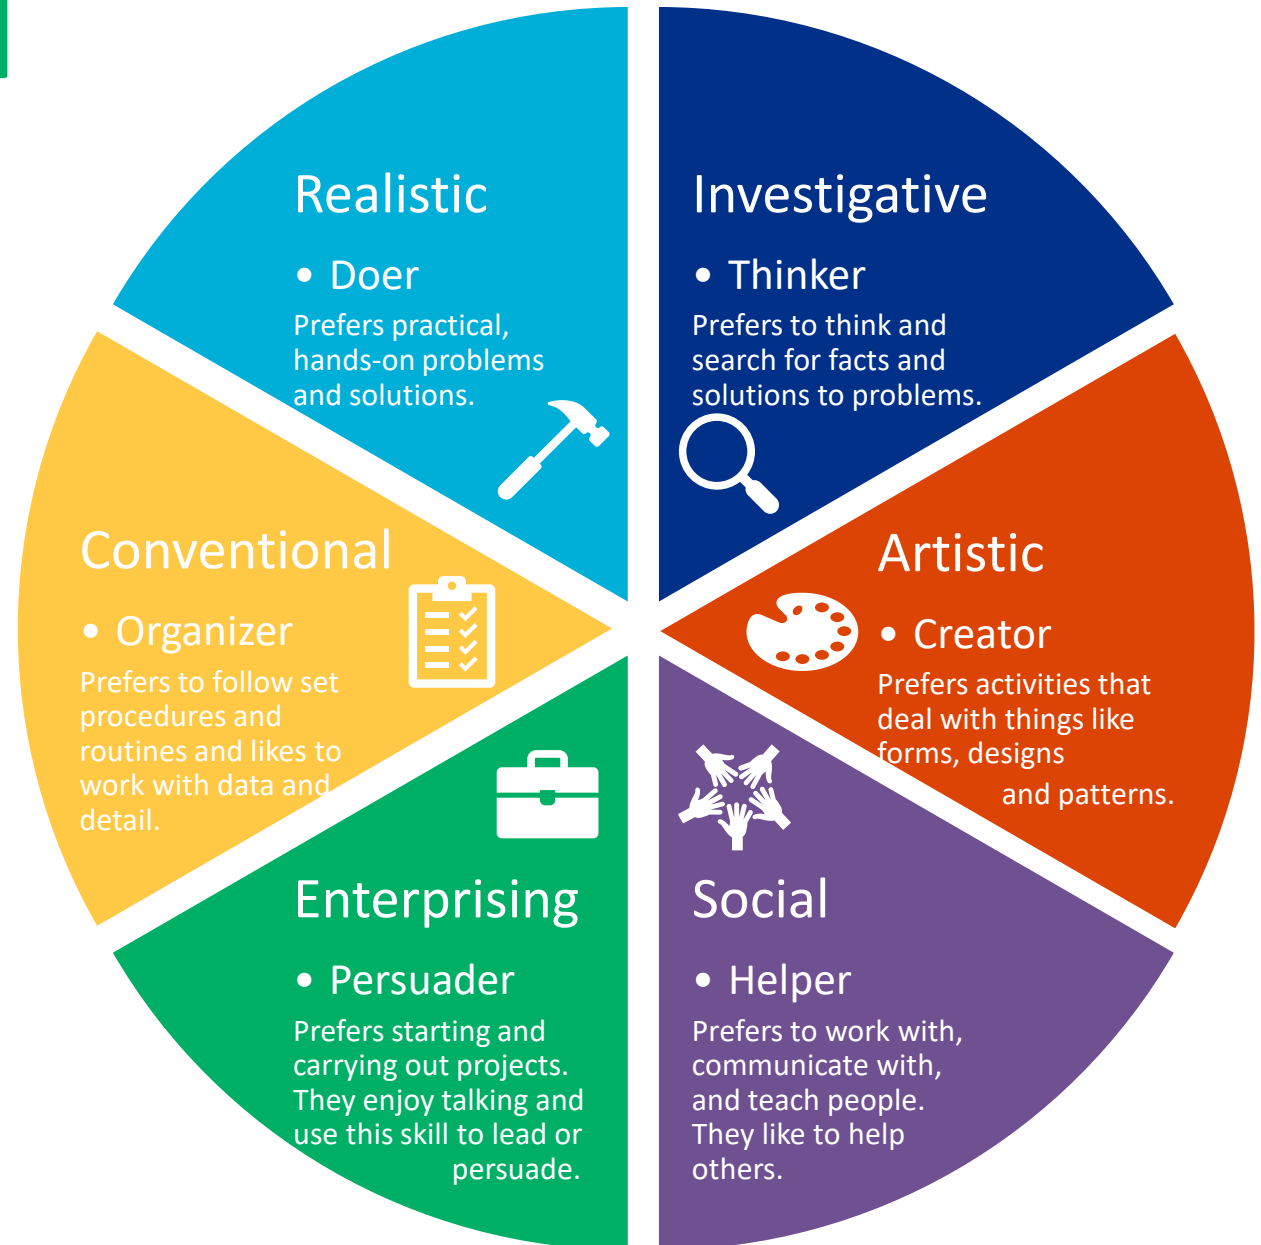 Realistic
• Doer
Prefers practical,
hands-on problems
and solutions.
Investigative
• Thinker
Prefers to think and
search for facts and
solutions to problems.
Conventional
• Organizer
Prefers to follow set
procedures and
routines and likes to
work with data and
detail.
Artistic
• Creator
Prefers activities that
deal with things like
forms, designs
and patterns.
Enterprising
• Persuader
Prefers starting and
carrying out projects.
They enjoy talking and
use this skill to lead or
persuade.
Social
• Helper
Prefers to work with,
communicate with,
and teach people.
They like to help
others.